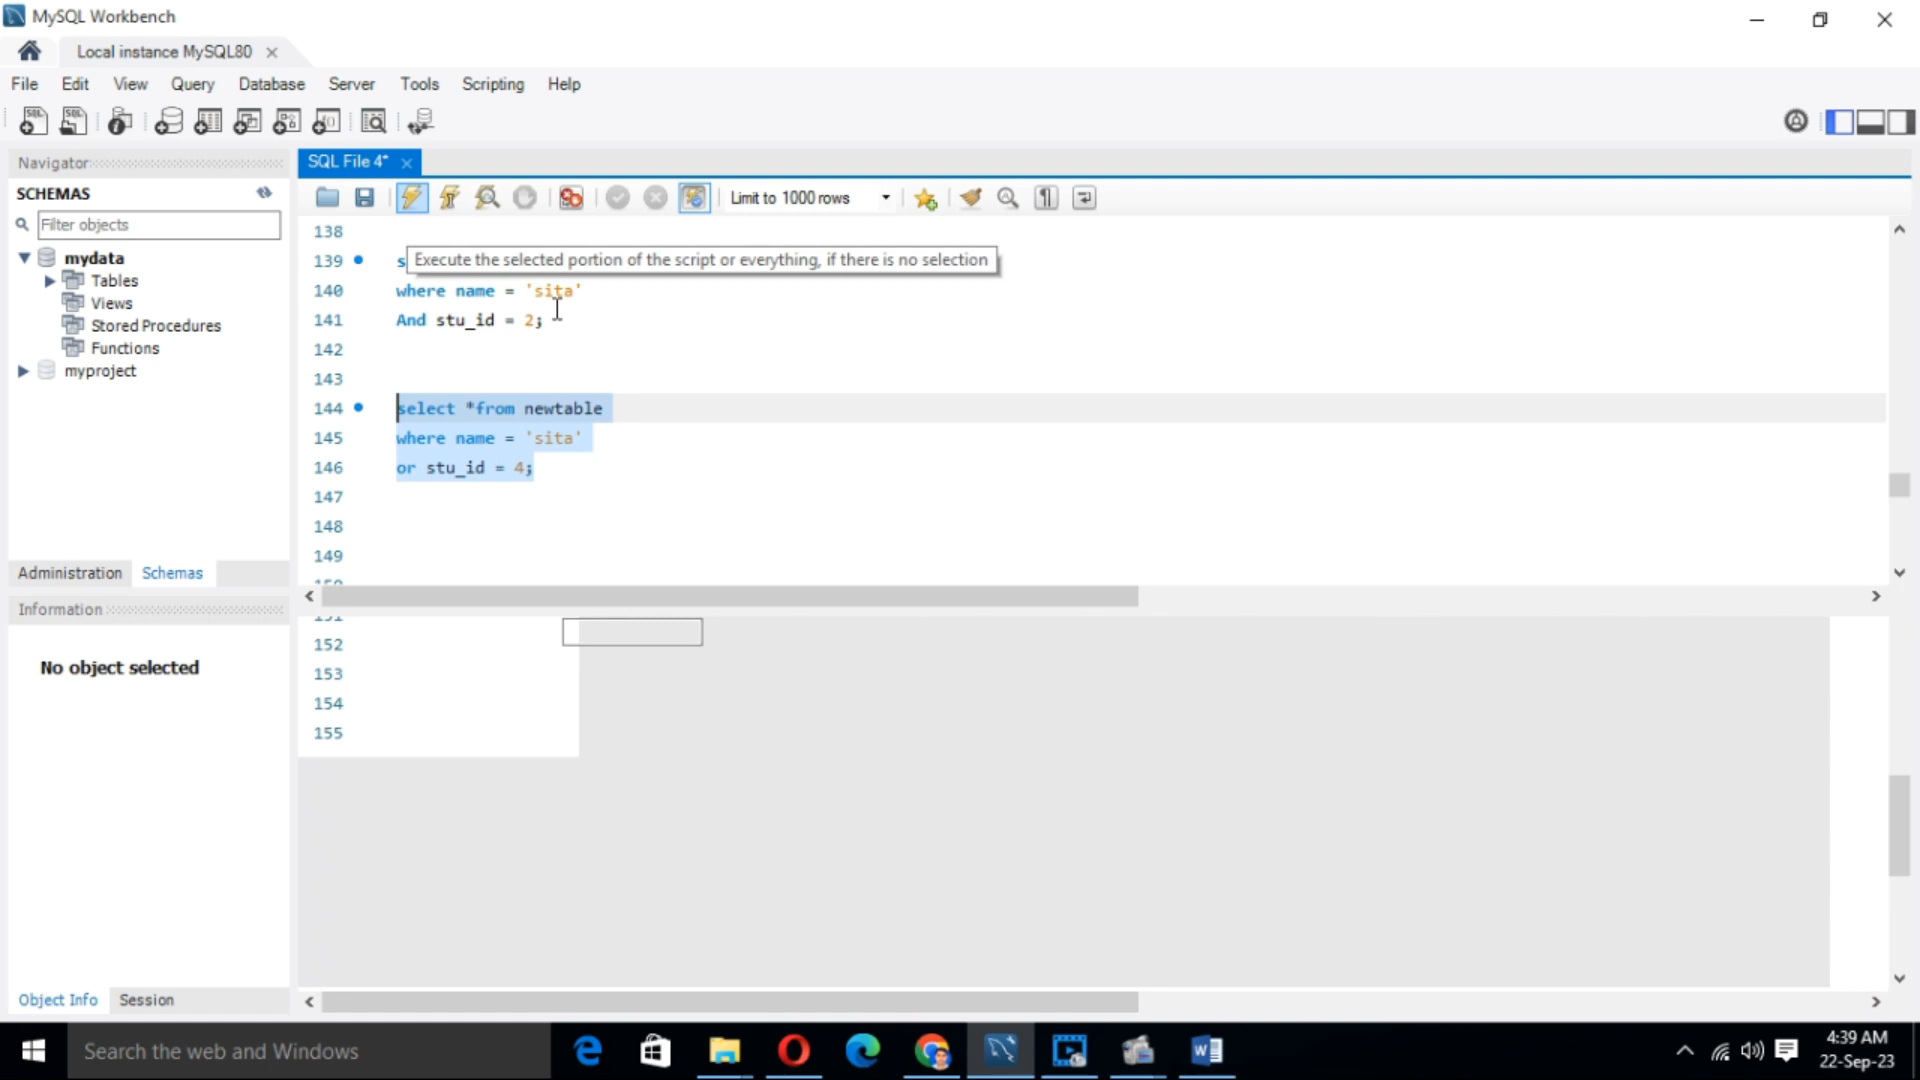 MySQL Workbench
Local instance MySQL80
File Edit View Query Database Server Tools Scripting Help
Navigator
SCHEMAS
Filter objects
mydata
Tables
Views
Stored Procedures
Functions
myproject
Administration Schemas
Information
No object selected
Object Info Session
SQL File 4*
Limit to 1000 rows
138
139 s
Execute the selected portion of the script or everything, if there is no selection
140 where name = 'sita'
141 And stu_id = 2;
142
143
144 select *from newtable
145 where name = 'sita'
146 or stu_id = 4;
147
148
149
152
153
154
155
Search the web and Windows
4:39 AM
22-Sep-23